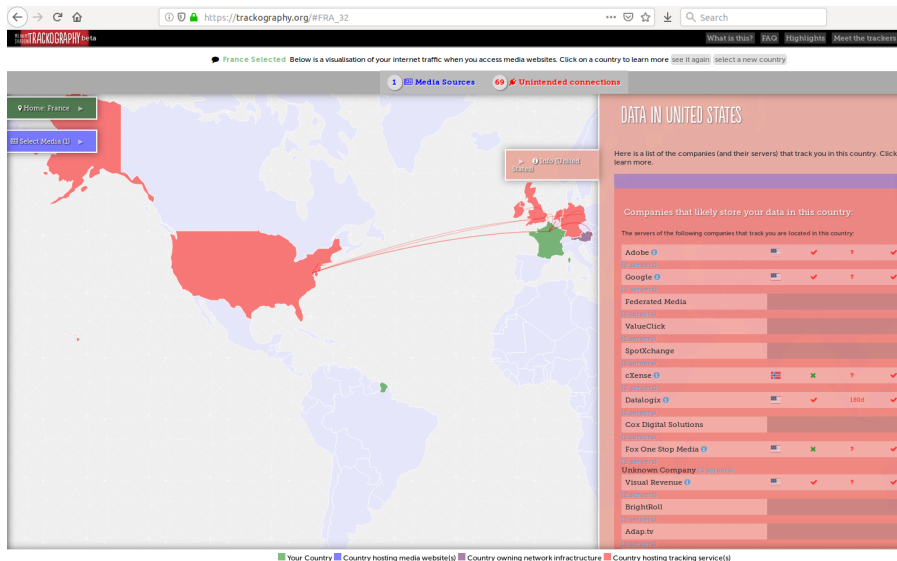 https://trackography.org/#FRA_32
Search
TRACKOGRAPHY beta
What is this? FAQ Highlights Meet the trackers
France Selected Below is a visualisation of your internet traffic when you access media websites. Click on a country to learn more see it again select a new country
1 Media Sources 69 Unintended connections
Home: France
Select Media (1)
Info (United
States)
DATA IN UNITED STATES
Here is a list of the companies (and their servers) that track you in this country. Click
learn more.
Companies that likely store your data in this country:
The servers of the following companies that track you are located in this country:
Adobe ?
Google ?
Federated Media
ValueClick
SpotXchange
cXense ?
Datalogix 180d
Cox Digital Solutions
Fox One Stop Media ?
Unknown Company
Visual Revenue ?
BrightRoll
Adap.tv
Your Country Country hosting media website(s) Country owning network infractructure Country hosting tracking service(s)